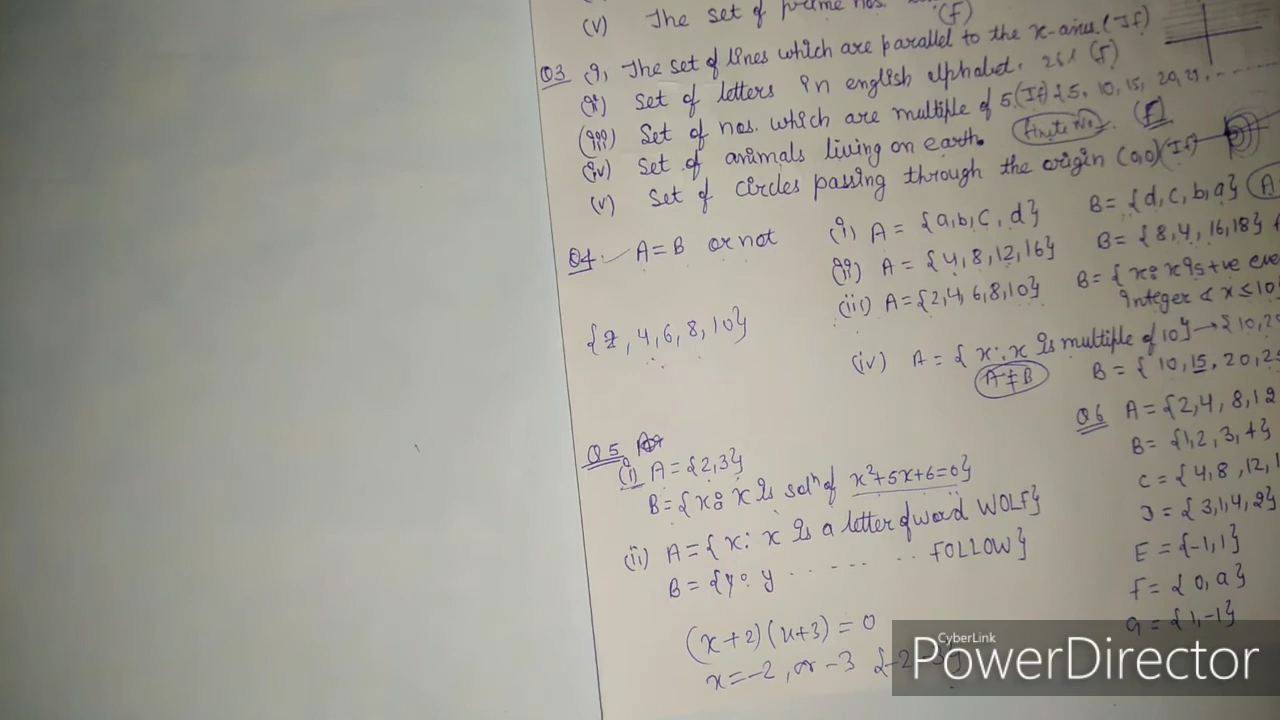 (v) The set of prime nos. (f)
Q3 (i) The set of lines which are parallel to the x-axis. (If)
(ii) Set of letters in english alphabet. 26 (f)
(iii) Set of nos. which are multiple of 5. (If) {5, 10, 15, 20, 25, ------
(iv) Set of animals living on earth. finite No. (F)
(v) Set of circles passing through the origin (0,0) (If)
Q4. A = B or not (i) A = {a, b, c, d} B = {d, c, b, a} A
(ii) A = {4, 8, 12, 16} B = {8, 4, 16, 18}
(iii) A = {2, 4, 6, 8, 10} B = {x: x is +ve eve
Integer & x ≤ 10
{2, 4, 6, 8, 10}
(iv) A = {x: x is multiple of 10} → {10, 20
A ≠ B B = {10, 15, 20, 25
Q5
(i) A = {2, 3}
B = {x: x is solⁿ of x²+5x+6=0}
(ii) A = {x: x is a letter of word WOLF}
B = {y: y ....... FOLLOW}
(x+2)(x+3) = 0
x = -2, or -3 {-2 -3}
Q6 A = {2, 4, 8, 12
B = {1, 2, 3, 4}
C = {4, 8, 12, 1
D = {3, 1, 4, 2}
E = {-1, 1}
F = {0, a}
G = {1, -1}
CyberLink
PowerDirector